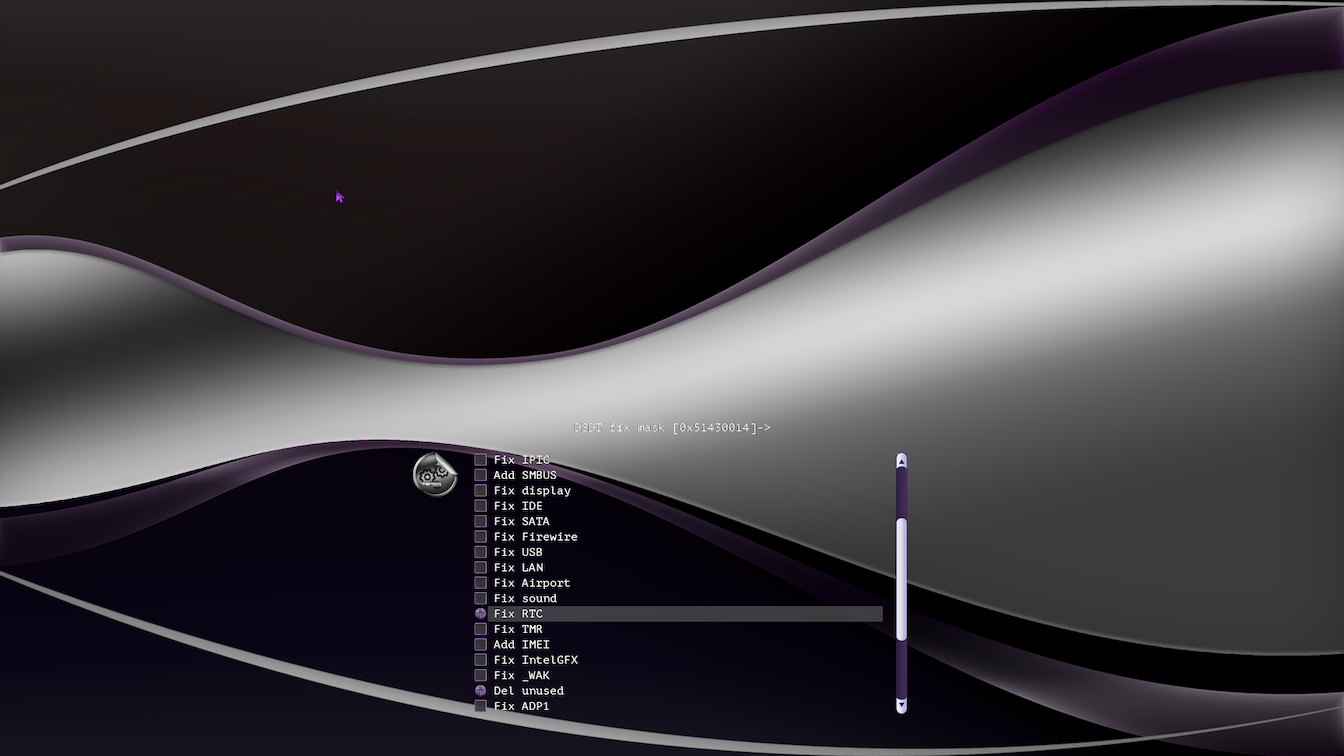 DSDT fix mask [0x51430014]->
Fix IPIC
Add SMBUS
Fix display
Fix IDE
Fix SATA
Fix Firewire
Fix USB
Fix LAN
Fix Airport
Fix sound
Fix RTC
Fix TMR
Add IMEI
Fix IntelGFX
Fix _WAK
Del unused
Fix ADP1